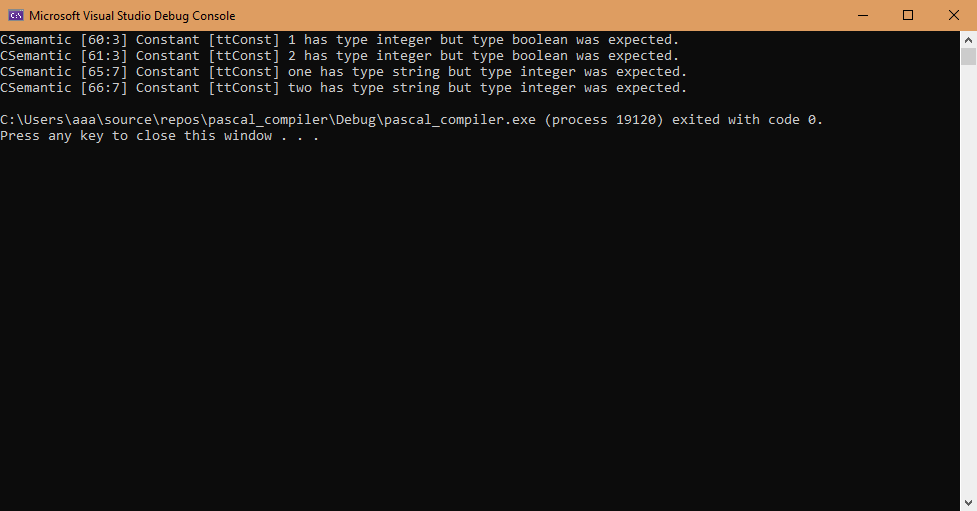 Microsoft Visual Studio Debug Console
CSemantic [60:3] Constant [ttConst] 1 has type integer but type boolean was expected.
CSemantic [61:3] Constant [ttConst] 2 has type integer but type boolean was expected.
CSemantic [65:7] Constant [ttConst] one has type string but type integer was expected.
CSemantic [66:7] Constant [ttConst] two has type string but type integer was expected.
C:\Users\aaa\source\repos\pascal_compiler\Debug\pascal_compiler.exe (process 19120) exited with code 0.
Press any key to close this window . . .